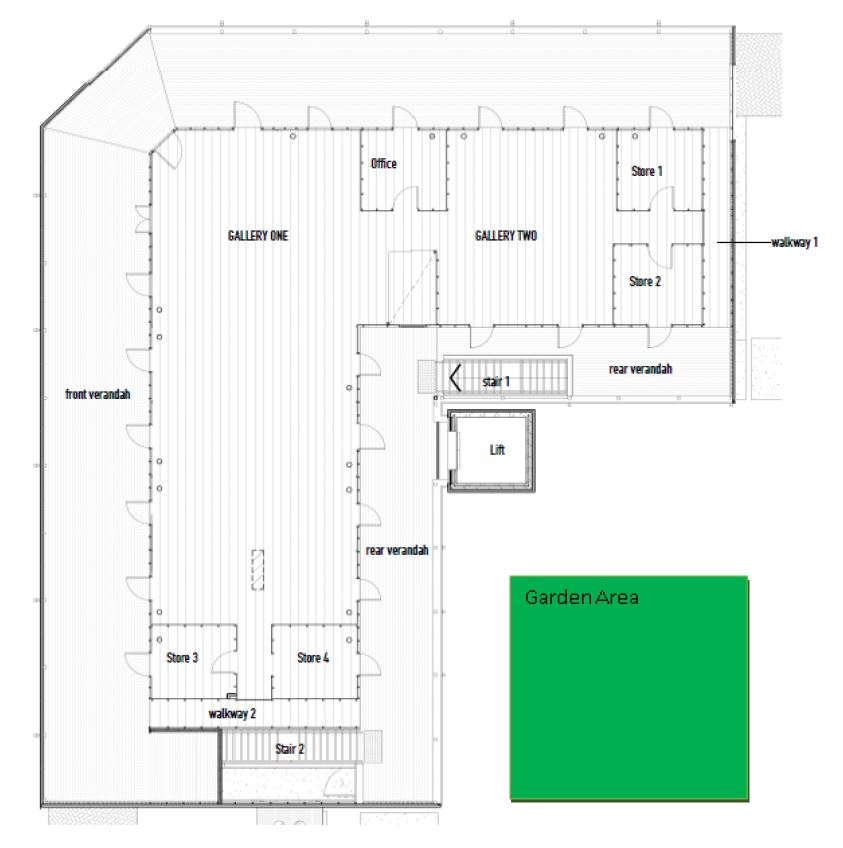 Office
Store 1
GALLERY ONE
GALLERY TWO
walkway 1
Store 2
stair 1
rear verandah
front verandah
Lift
rear verandah
Garden Area
Store 3
Store 4
walkway 2
Stair 2